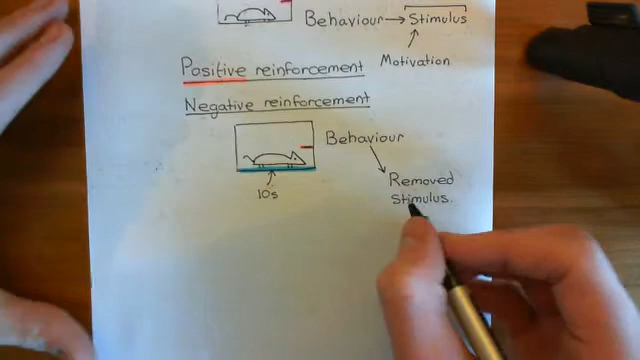 Behaviour → Stimulus
Motivation
Positive reinforcement
Negative reinforcement
Behaviour
Removed
Stimulus.
10s